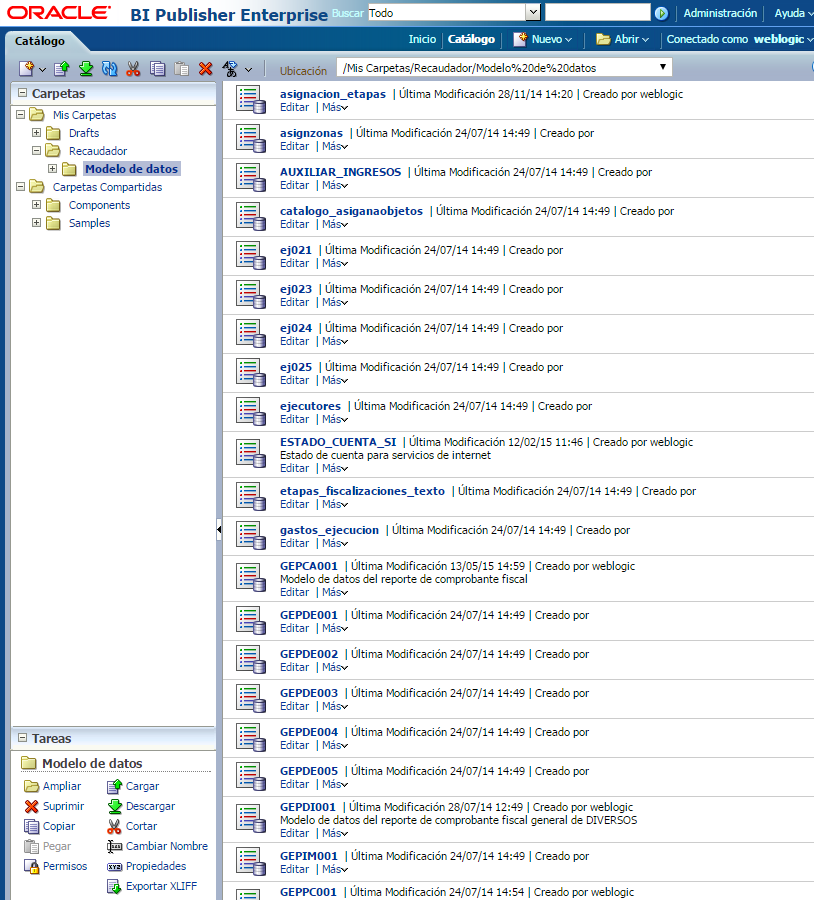 ORACLE BI Publisher Enterprise Buscar Todo Administración Ayuda
Catálogo Inicio Catálogo Nuevo Abrir Conectado como weblogic
Ubicación /Mis Carpetas/Recaudador/Modelo%20de%20datos
Carpetas
Mis Carpetas
Drafts
Recaudador
Modelo de datos
Carpetas Compartidas
Components
Samples
asignacion_etapas | Última Modificación 28/11/14 14:20 | Creado por weblogic
Editar | Más
asignzonas | Última Modificación 24/07/14 14:49 | Creado por
Editar | Más
AUXILIAR_INGRESOS | Última Modificación 24/07/14 14:49 | Creado por
Editar | Más
catalogo_asiganaobjetos | Última Modificación 24/07/14 14:49 | Creado por
Editar | Más
ej021 | Última Modificación 24/07/14 14:49 | Creado por
Editar | Más
ej023 | Última Modificación 24/07/14 14:49 | Creado por
Editar | Más
ej024 | Última Modificación 24/07/14 14:49 | Creado por
Editar | Más
ej025 | Última Modificación 24/07/14 14:49 | Creado por
Editar | Más
ejecutores | Última Modificación 24/07/14 14:49 | Creado por
Editar | Más
ESTADO_CUENTA_SI | Última Modificación 12/02/15 11:46 | Creado por weblogic
Estado de cuenta para servicios de internet
Editar | Más
etapas_fiscalizaciones_texto | Última Modificación 24/07/14 14:49 | Creado por
Editar | Más
gastos_ejecucion | Última Modificación 24/07/14 14:49 | Creado por
Editar | Más
GEPCA001 | Última Modificación 13/05/15 14:59 | Creado por weblogic
Modelo de datos del reporte de comprobante fiscal
Editar | Más
GEPDE001 | Última Modificación 24/07/14 14:49 | Creado por
Editar | Más
GEPDE002 | Última Modificación 24/07/14 14:49 | Creado por
Editar | Más
GEPDE003 | Última Modificación 24/07/14 14:49 | Creado por
Editar | Más
GEPDE004 | Última Modificación 24/07/14 14:49 | Creado por
Editar | Más
GEPDE005 | Última Modificación 24/07/14 14:49 | Creado por
Editar | Más
GEPDI001 | Última Modificación 28/07/14 12:49 | Creado por weblogic
Modelo de datos del reporte de comprobante fiscal general de DIVERSOS
Editar | Más
GEPIM001 | Última Modificación 24/07/14 14:49 | Creado por
Editar | Más
GEPPC001 | Última Modificación 24/07/14 14:54 | Creado por weblogic
Tareas
Modelo de datos
Ampliar Cargar
Suprimir Descargar
Copiar Cortar
Pegar Cambiar Nombre
Permisos Propiedades
Exportar XLIFF